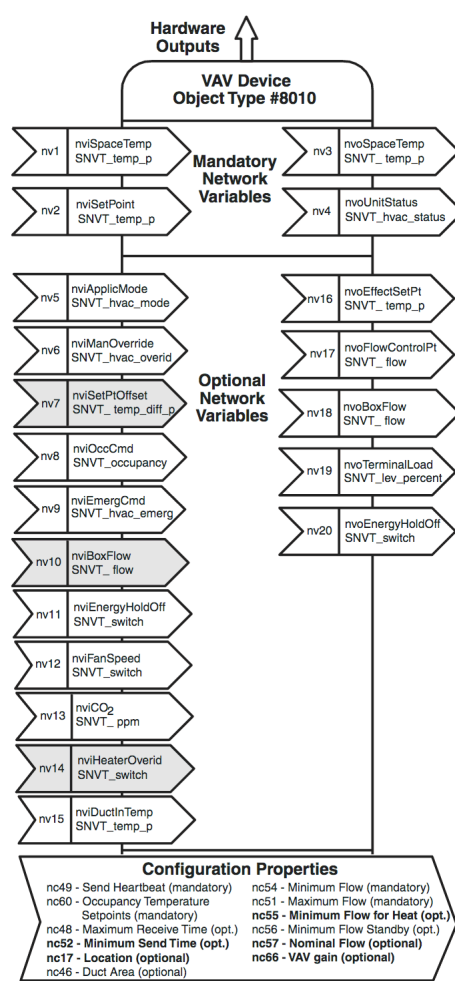 Hardware
Outputs
VAV Device
Object Type #8010
nv1
nviSpaceTemp
SNVT_temp_p
nv2
nviSetPoint
SNVT_temp_p
Mandatory
Network
Variables
nv3
nvoSpaceTemp
SNVT_ temp_p
nv4
nvoUnitStatus
SNVT_hvac_status
nv5
nviApplicMode
SNVT_hvac_mode
nv6
nviManOverride
SNVT_hvac_overid
nv7
nviSetPtOffset
SNVT_ temp_diff_p
nv8
nviOccCmd
SNVT_occupancy
nv9
nviEmergCmd
SNVT_hvac_emerg
nv10
nviBoxFlow
SNVT_ flow
nv11
nviEnergyHoldOff
SNVT_switch
nv12
nviFanSpeed
SNVT_switch
nv13
nviCO2
SNVT_ ppm
nv14
nviHeaterOverid
SNVT_switch
nv15
nviDuctInTemp
SNVT_temp_p
Optional
Network
Variables
nv16
nvoEffectSetPt
SNVT_ temp_p
nv17
nvoFlowControlPt
SNVT_ flow
nv18
nvoBoxFlow
SNVT_ flow
nv19
nvoTerminalLoad
SNVT_lev_percent
nv20
nvoEnergyHoldOff
SNVT_switch
Configuration Properties
nc49 - Send Heartbeat (mandatory)
nc60 - Occupancy Temperature
Setpoints (mandatory)
nc48 - Maximum Receive Time (opt.)
nc52 - Minimum Send Time (opt.)
nc17 - Location (optional)
nc46 - Duct Area (optional)
nc54 - Minimum Flow (mandatory)
nc51 - Maximum Flow (mandatory)
nc55 - Minimum Flow for Heat (opt.)
nc56 - Minimum Flow Standby (opt.)
nc57 - Nominal Flow (optional)
nc66 - VAV gain (optional)